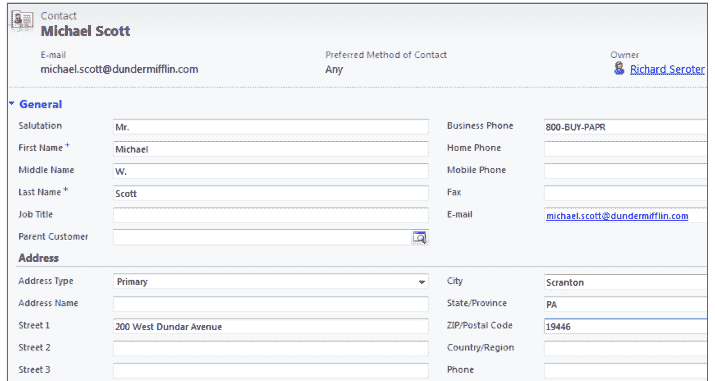 Contact
Michael Scott
E-mail Preferred Method of Contact Owner
michael.scott@dundermifflin.com Any Richard Seroter
General
Salutation Mr. Business Phone 800-BUY-PAPR
First Name * Michael Home Phone
Middle Name W. Mobile Phone
Last Name * Scott Fax
Job Title E-mail michael.scott@dundermifflin.com
Parent Customer
Address
Address Type Primary City Scranton
Address Name State/Province PA
Street 1 200 West Dundar Avenue ZIP/Postal Code 19446
Street 2 Country/Region
Street 3 Phone